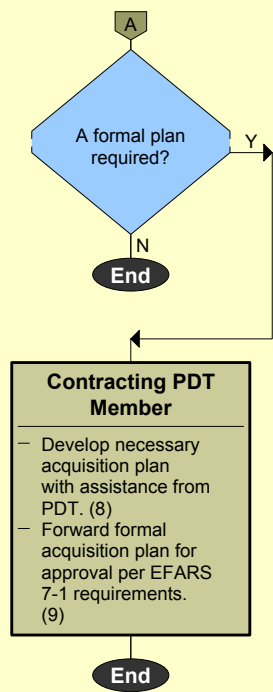 A
A formal plan
required?
Y
N
End
Contracting PDT
Member
– Develop necessary
acquisition plan
with assistance from
PDT. (8)
– Forward formal
acquisition plan for
approval per EFARS
7-1 requirements.
(9)
End